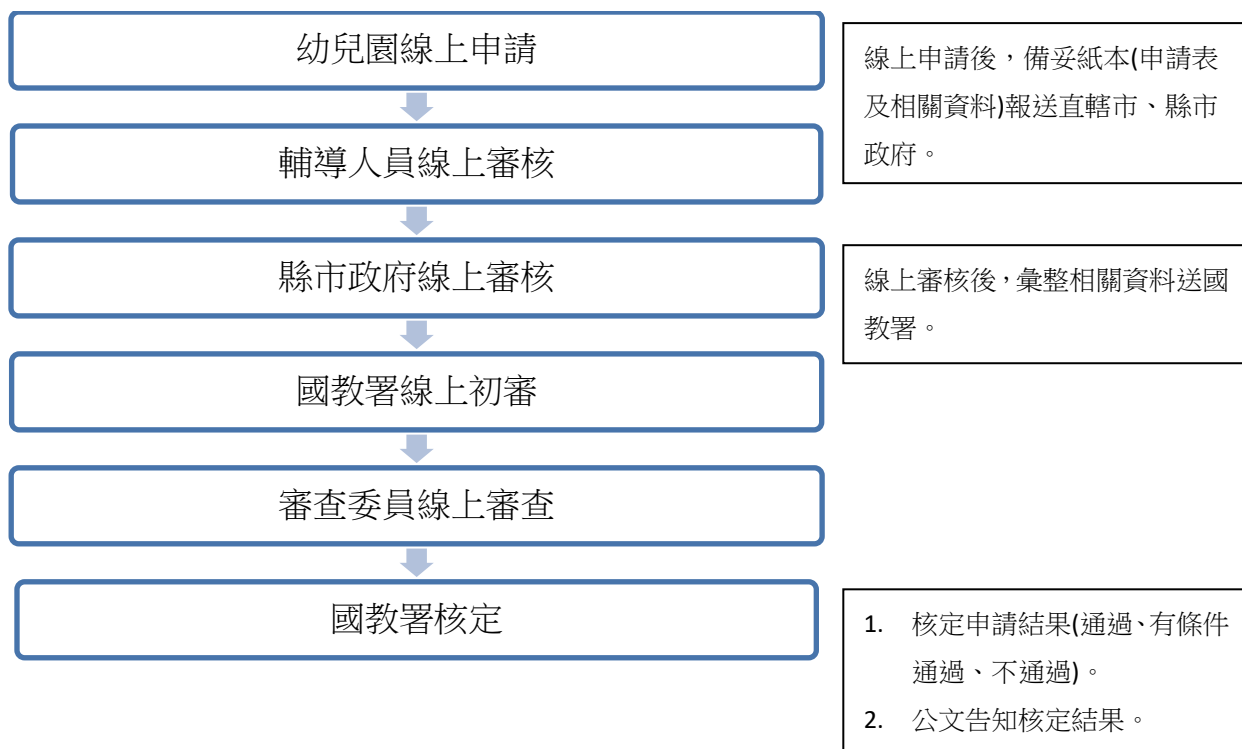 幼兒園線上申請
線上申請後，備妥紙本(申請表
及相關資料)報送直轄市、縣市
政府。
輔導人員線上審核
縣市政府線上審核
線上審核後，彙整相關資料送國
教署。
國教署線上初審
審查委員線上審查
國教署核定
1. 核定申請結果(通過、有條件
通過、不通過)。
2. 公文告知核定結果。